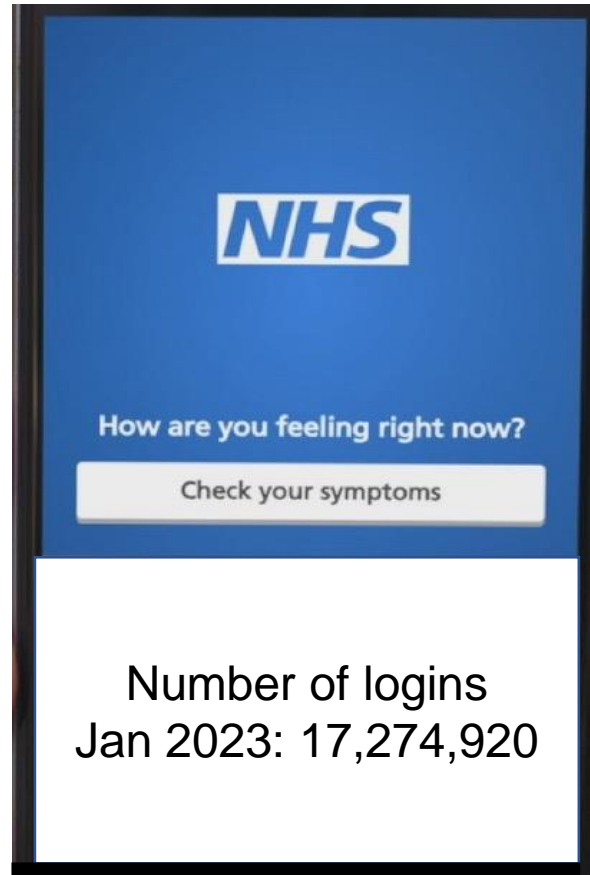 NHS
How are you feeling right now?
Check your symptoms
Number of logins
Jan 2023: 17,274,920